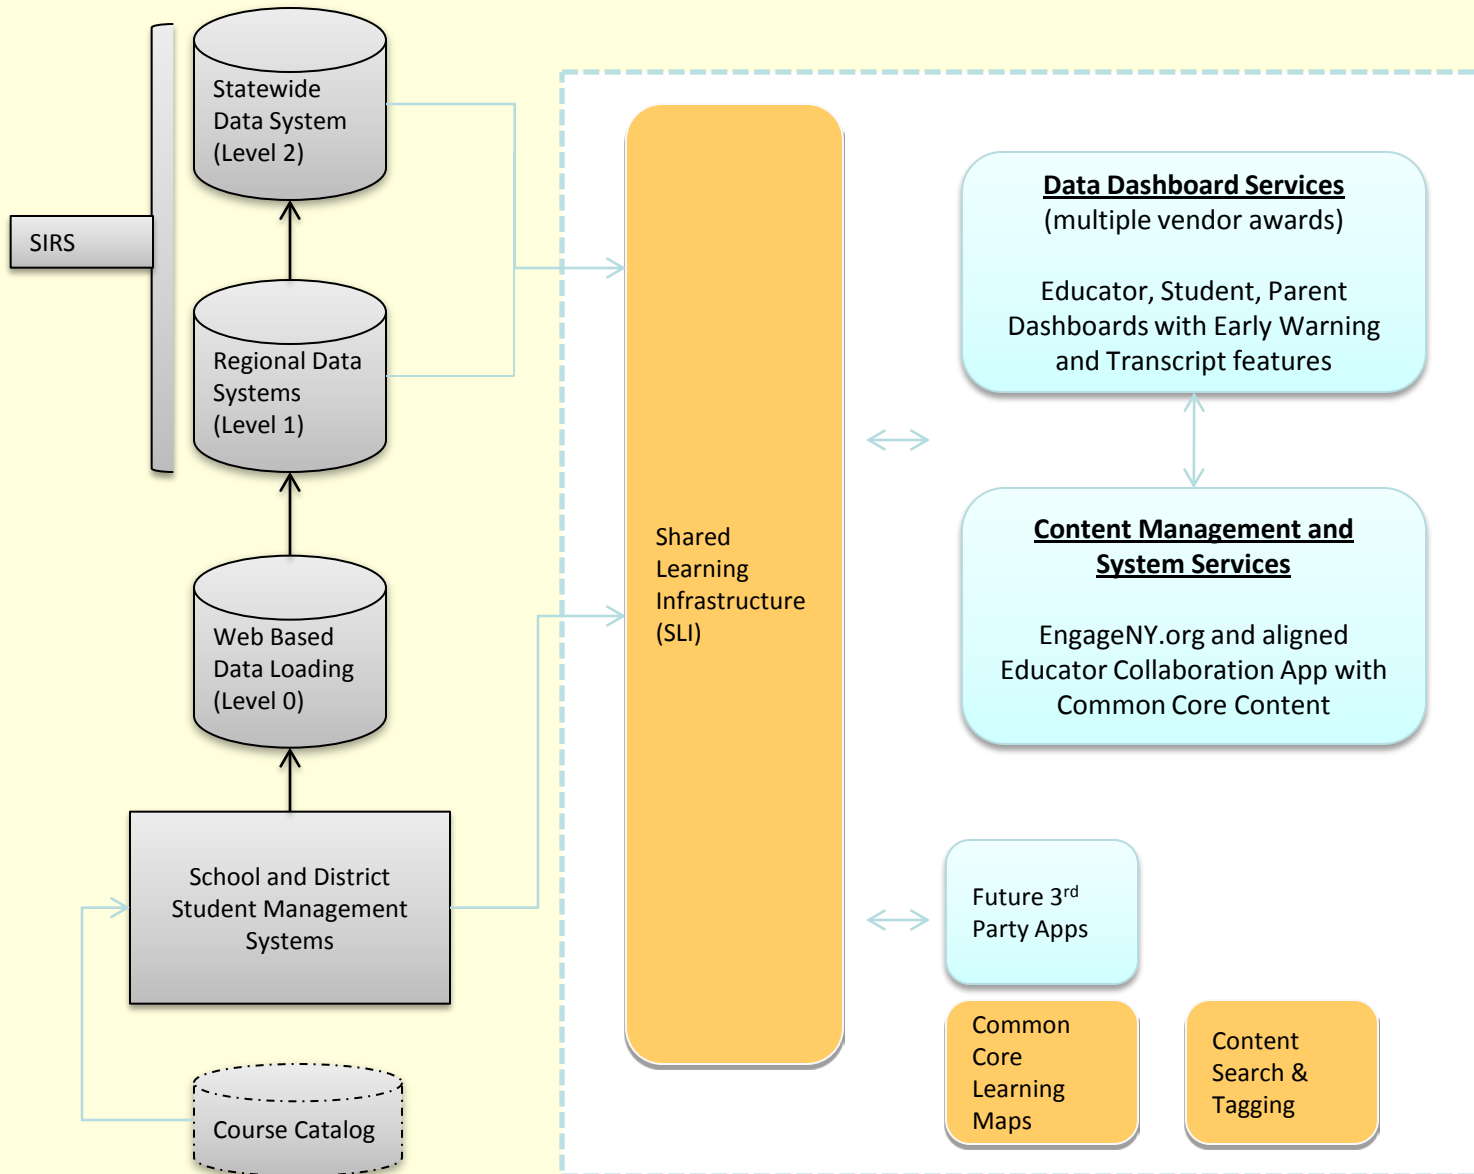 Statewide
Data System
(Level 2)
SIRS
Regional Data
Systems
(Level 1)
Web Based
Data Loading
(Level 0)
School and District
Student Management
Systems
Course Catalog
Shared
Learning
Infrastructure
(SLI)
Data Dashboard Services
(multiple vendor awards)
Educator, Student, Parent
Dashboards with Early Warning
and Transcript features
Content Management and
System Services
EngageNY.org and aligned
Educator Collaboration App with
Common Core Content
Future 3rd
Party Apps
Common
Core
Learning
Maps
Content
Search &
Tagging